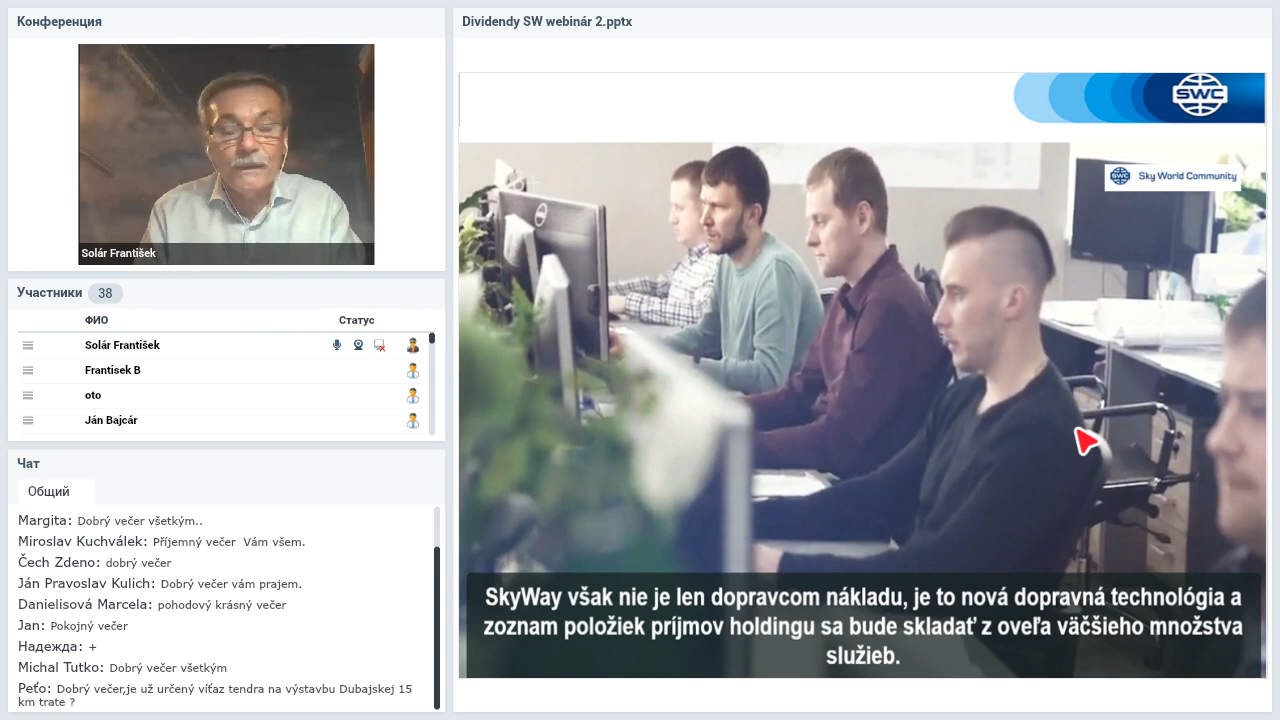 Конференция
Solár František
Участники 38
ФИО Статус
Solár František
Frantisek B
oto
Ján Bajcár
Чат
Общий
Margita: Dobrý večer všetkým..
Miroslav Kuchválek: Příjemný večer Vám všem.
Čech Zdeno: dobrý večer
Ján Pravoslav Kulich: Dobrý večer vám prajem.
Danielisová Marcela: pohodový krásný večer
Jan: Pokojný večer
Надежда: +
Michal Tutko: Dobrý večer všetkým
Peťo: Dobrý večer,je už určený víťaz tendra na výstavbu Dubajskej 15
km trate ?
Dividendy SW webinár 2.pptx
SWC
SWC Sky World Community
SkyWay však nie je len dopravcom nákladu, je to nová dopravná technológia a
zoznam položiek príjmov holdingu sa bude skladať z oveľa väčšieho množstva
služieb.